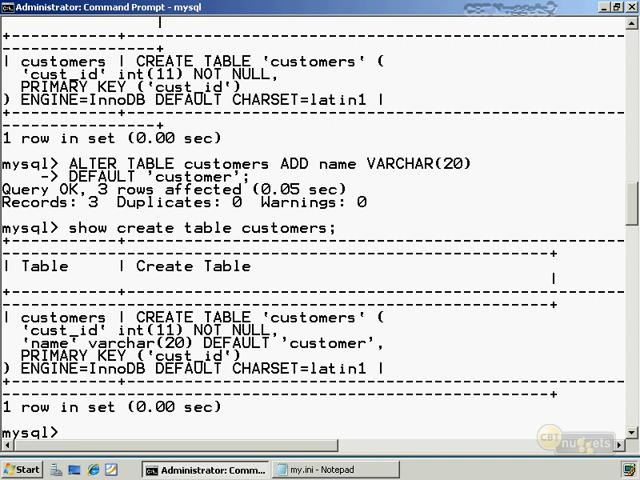 Administrator: Command Prompt - mysql
CBT Nuggets
|
+-----------+-----------------------------------------------
---------------+
| customers | CREATE TABLE `customers` (
  `cust_id` int(11) NOT NULL,
  PRIMARY KEY (`cust_id`)
) ENGINE=InnoDB DEFAULT CHARSET=latin1 |
+-----------+-----------------------------------------------
---------------+
1 row in set (0.00 sec)
mysql> ALTER TABLE customers ADD name VARCHAR(20)
    -> DEFAULT 'customer';
Query OK, 3 rows affected (0.05 sec)
Records: 3  Duplicates: 0  Warnings: 0
mysql> show create table customers;
+-----------+-----------------------------------------------
-----------------------------------------------------+
| Table     | Create Table
|
+-----------+-----------------------------------------------
-----------------------------------------------------+
| customers | CREATE TABLE `customers` (
  `cust_id` int(11) NOT NULL,
  `name` varchar(20) DEFAULT 'customer',
  PRIMARY KEY (`cust_id`)
) ENGINE=InnoDB DEFAULT CHARSET=latin1 |
+-----------+-----------------------------------------------
-----------------------------------------------------+
1 row in set (0.00 sec)
mysql>
CBT nuggets
Start
Administrator: Comm...
my.ini - Notepad